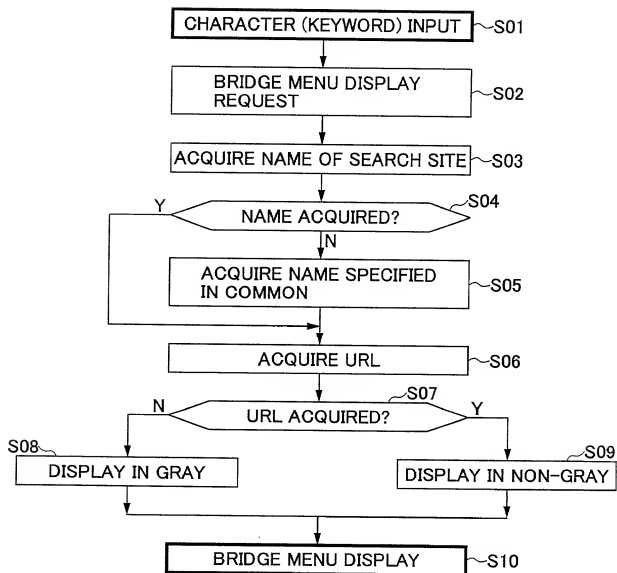 CHARACTER (KEYWORD) INPUT
S01
BRIDGE MENU DISPLAY
REQUEST
S02
ACQUIRE NAME OF SEARCH SITE
S03
S04
Y
NAME ACQUIRED?
N
ACQUIRE NAME SPECIFIED
IN COMMON
S05
ACQUIRE URL
S06
S07
N
URL ACQUIRED?
Y
S08
DISPLAY IN GRAY
S09
DISPLAY IN NON-GRAY
BRIDGE MENU DISPLAY
S10